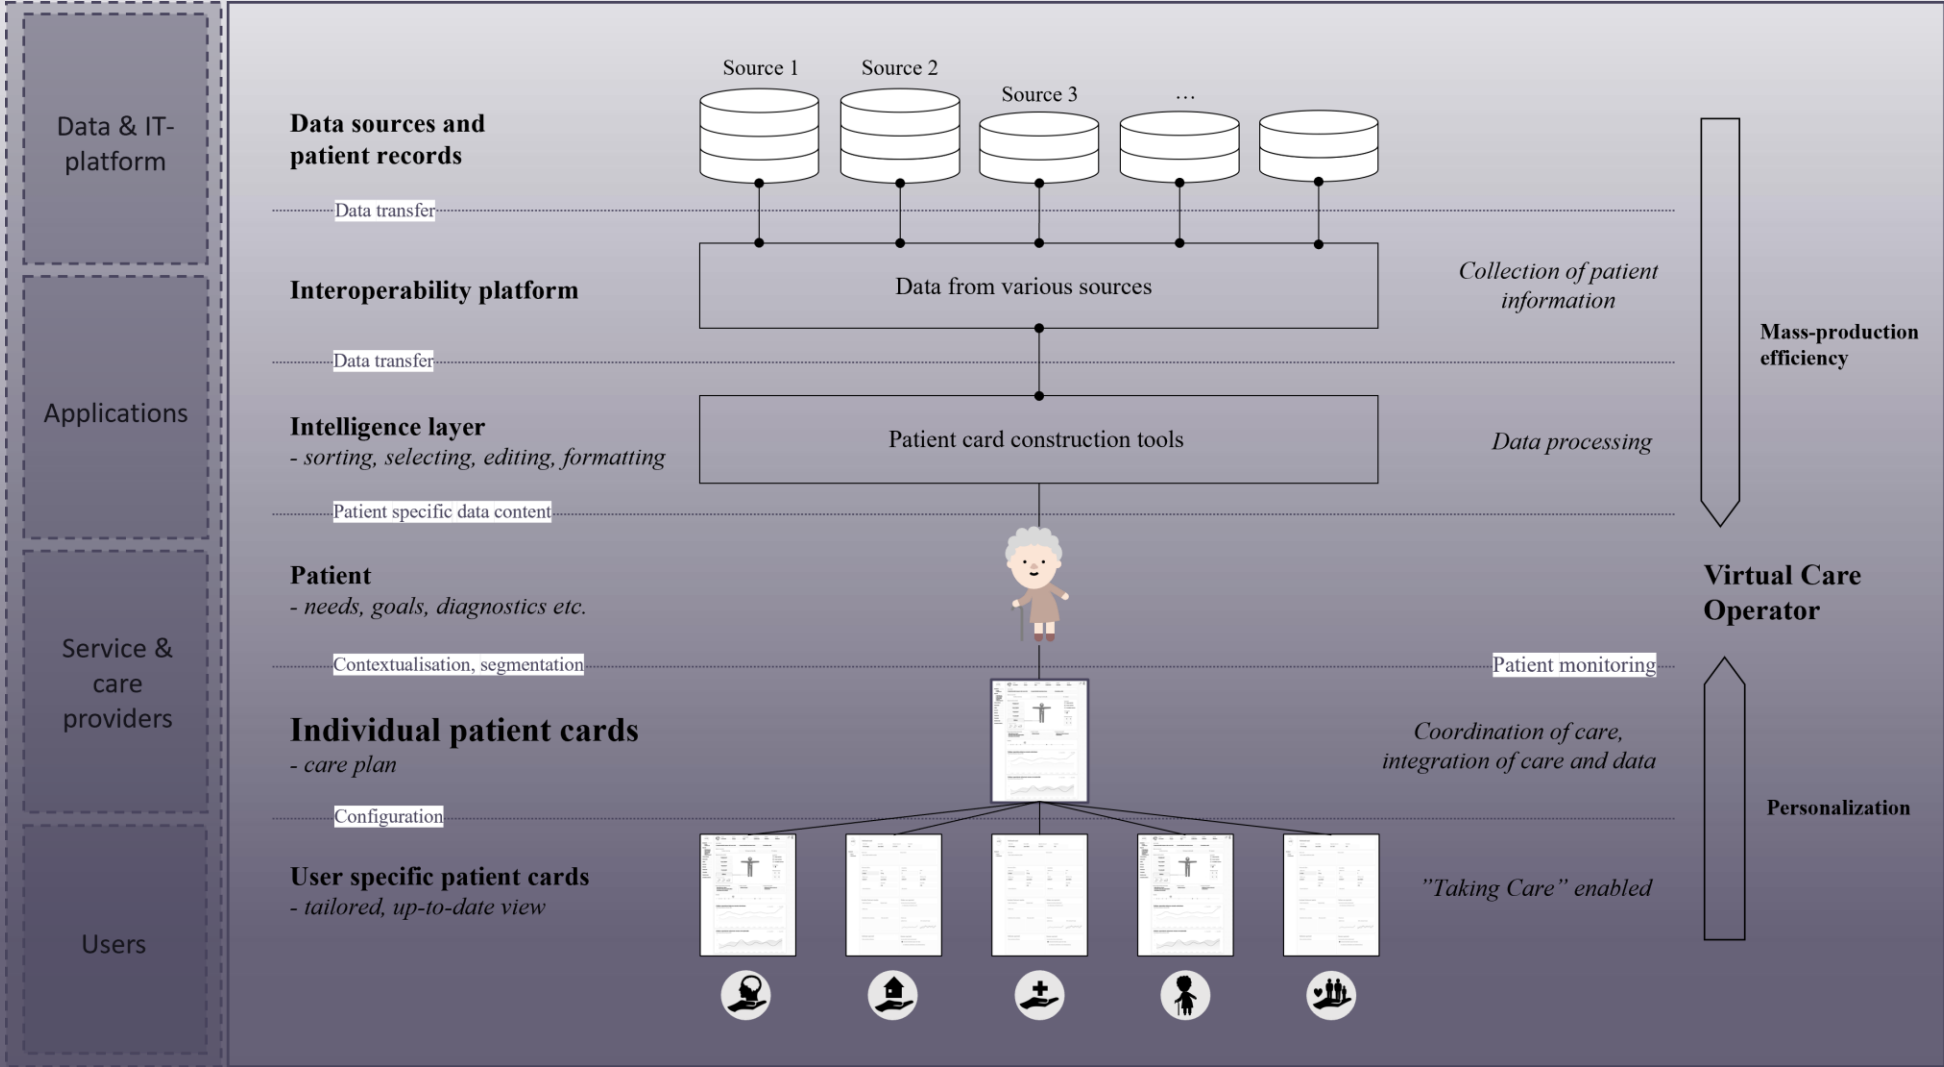 Data & IT-
platform
Applications
Service &
care
providers
Users
Source 1
Source 2
Source 3
...
Data sources and
patient records
Data transfer
Interoperability platform
Data from various sources
Collection of patient
information
Data transfer
Intelligence layer
- sorting, selecting, editing, formatting
Patient card construction tools
Data processing
Patient specific data content
Patient
- needs, goals, diagnostics etc.
Contextualisation, segmentation
Patient monitoring
Individual patient cards
- care plan
Coordination of care,
integration of care and data
Configuration
User specific patient cards
- tailored, up-to-date view
”Taking Care” enabled
Mass-production
efficiency
Virtual Care
Operator
Personalization